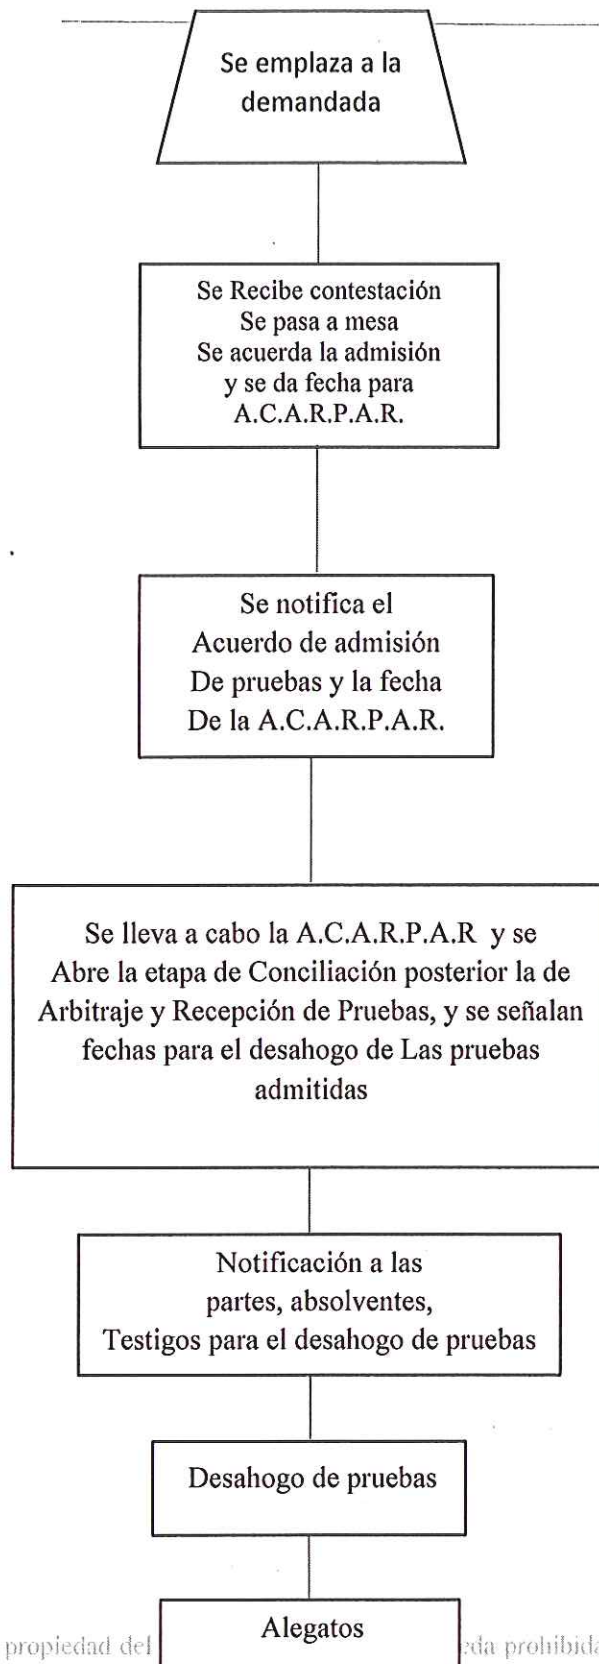 Se emplaza a la
demandada
Se Recibe contestación
Se pasa a mesa
Se acuerda la admisión
y se da fecha para
A.C.A.R.P.A.R.
Se notifica el
Acuerdo de admisión
De pruebas y la fecha
De la A.C.A.R.P.A.R.
Se lleva a cabo la A.C.A.R.P.A.R y se
Abre la etapa de Conciliación posterior la de
Arbitraje y Recepción de Pruebas, y se señalan
fechas para el desahogo de Las pruebas
admitidas
Notificación a las
partes, absolventes,
Testigos para el desahogo de pruebas
Desahogo de pruebas
Alegatos
propiedad del eda prohibida